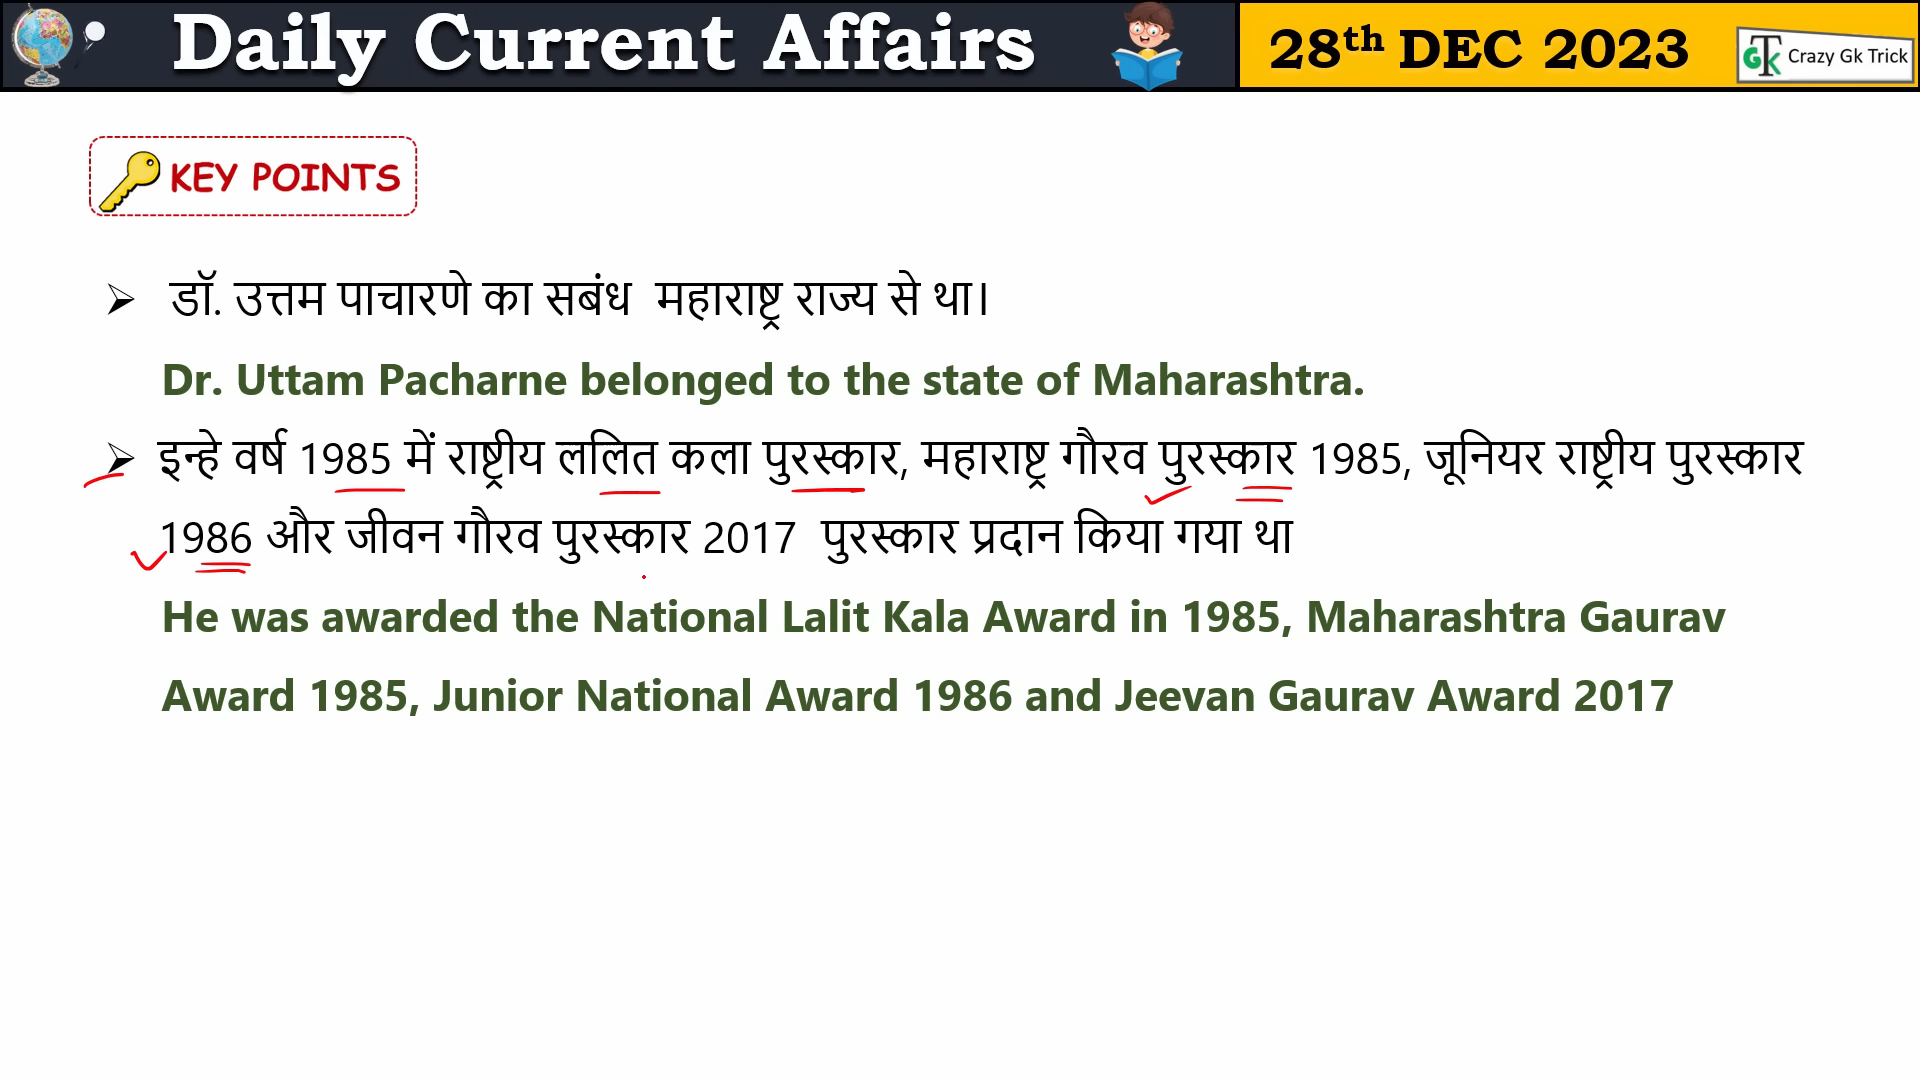 Daily Current Affairs
28th DEC 2023
GTK Crazy Gk Trick
KEY POINTS
➢ डॉ. उत्तम पाचारणे का सबंध महाराष्ट्र राज्य से था।
Dr. Uttam Pacharne belonged to the state of Maharashtra.
➢ इन्हे वर्ष 1985 में राष्ट्रीय ललित कला पुरस्कार, महाराष्ट्र गौरव पुरस्कार 1985, जूनियर राष्ट्रीय पुरस्कार
1986 और जीवन गौरव पुरस्कार 2017 पुरस्कार प्रदान किया गया था
He was awarded the National Lalit Kala Award in 1985, Maharashtra Gaurav
Award 1985, Junior National Award 1986 and Jeevan Gaurav Award 2017